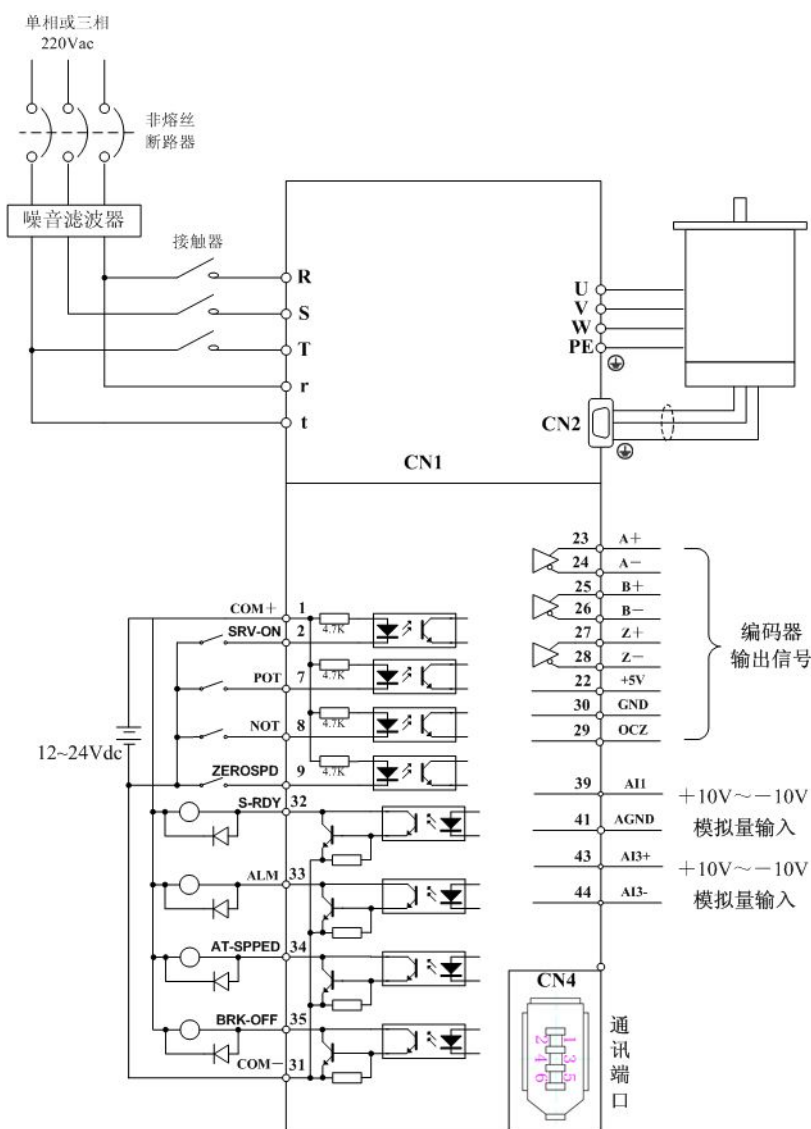 单相或三相
220Vac
非熔丝
断路器
噪音滤波器
接触器
R
S
T
r
t
U
V
W
PE
CN2
CN1
COM+ 1
SRV-ON 2
4.7K
POT 7
4.7K
NOT 8
4.7K
ZEROSPD 9
4.7K
12~24Vdc
S-RDY 32
ALM 33
AT-SPPED 34
BRK-OFF 35
COM- 31
23 A+
24 A-
25 B+
26 B-
27 Z+
28 Z-
22 +5V
30 GND
29 OCZ
编码器
输出信号
39 AI1
41 AGND
+10V~-10V
模拟量输入
43 AI3+
44 AI3-
+10V~-10V
模拟量输入
CN4
1
2
3
4
5
6
通
讯
端
口